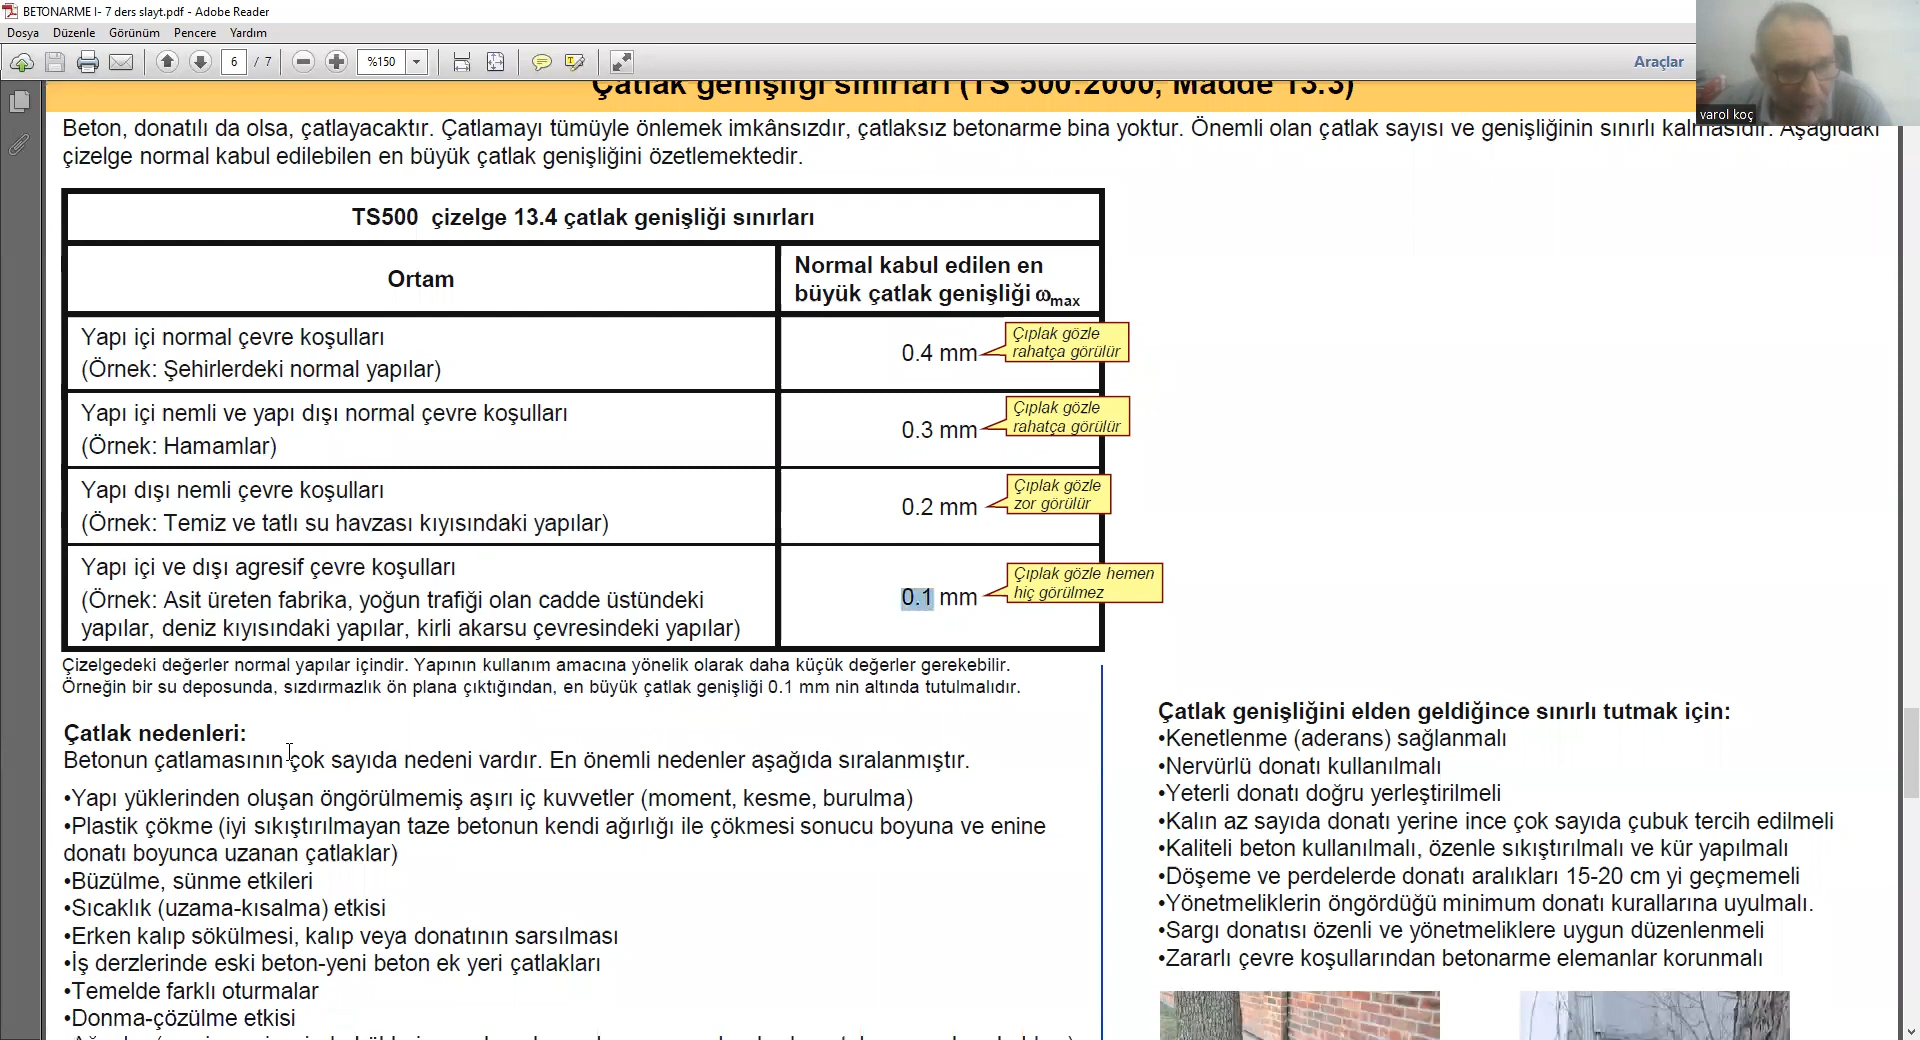 BETONARME I- 7 ders slayt.pdf - Adobe Reader
Dosya Düzenle Görünüm Pencere Yardım
6 / 7 %150 Araçlar
varol koç
Çatlak genişliği sınırları (TS 500:2000, Madde 13.3)
Beton, donatılı da olsa, çatlayacaktır. Çatlamayı tümüyle önlemek imkânsızdır, çatlaksız betonarme bina yoktur. Önemli olan çatlak sayısı ve genişliğinin sınırlı kalmasıdır. Aşağıdaki
çizelge normal kabul edilebilen en büyük çatlak genişliğini özetlemektedir.
TS500 çizelge 13.4 çatlak genişliği sınırları
Ortam
Normal kabul edilen en
büyük çatlak genişliği ωmax
Yapı içi normal çevre koşulları
(Örnek: Şehirlerdeki normal yapılar)
0.4 mm
Çıplak gözle
rahatça görülür
Yapı içi nemli ve yapı dışı normal çevre koşulları
(Örnek: Hamamlar)
0.3 mm
Çıplak gözle
rahatça görülür
Yapı dışı nemli çevre koşulları
(Örnek: Temiz ve tatlı su havzası kıyısındaki yapılar)
0.2 mm
Çıplak gözle
zor görülür
Yapı içi ve dışı agresif çevre koşulları
(Örnek: Asit üreten fabrika, yoğun trafiği olan cadde üstündeki
yapılar, deniz kıyısındaki yapılar, kirli akarsu çevresindeki yapılar)
0.1 mm
Çıplak gözle hemen
hiç görülmez
Çizelgedeki değerler normal yapılar içindir. Yapının kullanım amacına yönelik olarak daha küçük değerler gerekebilir.
Örneğin bir su deposunda, sızdırmazlık ön plana çıktığından, en büyük çatlak genişliği 0.1 mm nin altında tutulmalıdır.
Çatlak nedenleri:
Betonun çatlamasının çok sayıda nedeni vardır. En önemli nedenler aşağıda sıralanmıştır.
•Yapı yüklerinden oluşan öngörülmemiş aşırı iç kuvvetler (moment, kesme, burulma)
•Plastik çökme (iyi sıkıştırılmayan taze betonun kendi ağırlığı ile çökmesi sonucu boyuna ve enine
donatı boyunca uzanan çatlaklar)
•Büzülme, sünme etkileri
•Sıcaklık (uzama-kısalma) etkisi
•Erken kalıp sökülmesi, kalıp veya donatının sarsılması
•İş derzlerinde eski beton-yeni beton ek yeri çatlakları
•Temelde farklı oturmalar
•Donma-çözülme etkisi
Çatlak genişliğini elden geldiğince sınırlı tutmak için:
•Kenetlenme (aderans) sağlanmalı
•Nervürlü donatı kullanılmalı
•Yeterli donatı doğru yerleştirilmeli
•Kalın az sayıda donatı yerine ince çok sayıda çubuk tercih edilmeli
•Kaliteli beton kullanılmalı, özenle sıkıştırılmalı ve kür yapılmalı
•Döşeme ve perdelerde donatı aralıkları 15-20 cm yi geçmemeli
•Yönetmeliklerin öngördüğü minimum donatı kurallarına uyulmalı.
•Sargı donatısı özenli ve yönetmeliklere uygun düzenlenmeli
•Zararlı çevre koşullarından betonarme elemanlar korunmalı